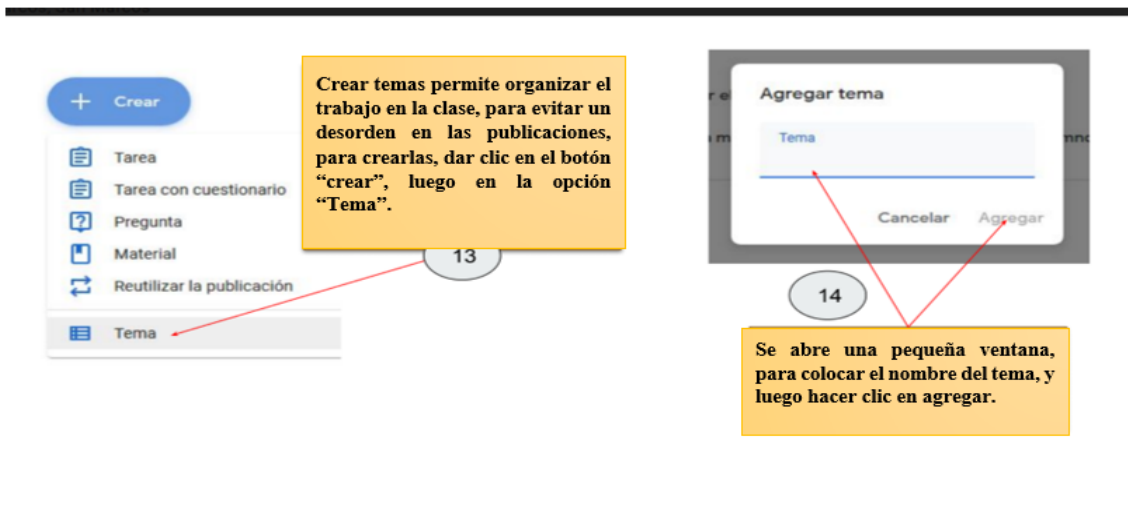 + Crear
Tarea
Tarea con cuestionario
Pregunta
Material
Reutilizar la publicación
Tema
Crear temas permite organizar el
trabajo en la clase, para evitar un
desorden en las publicaciones,
para crearlas, dar clic en el botón
“crear”, luego en la opción
“Tema”.
13
Agregar tema
Tema
Cancelar Agregar
14
Se abre una pequeña ventana,
para colocar el nombre del tema, y
luego hacer clic en agregar.